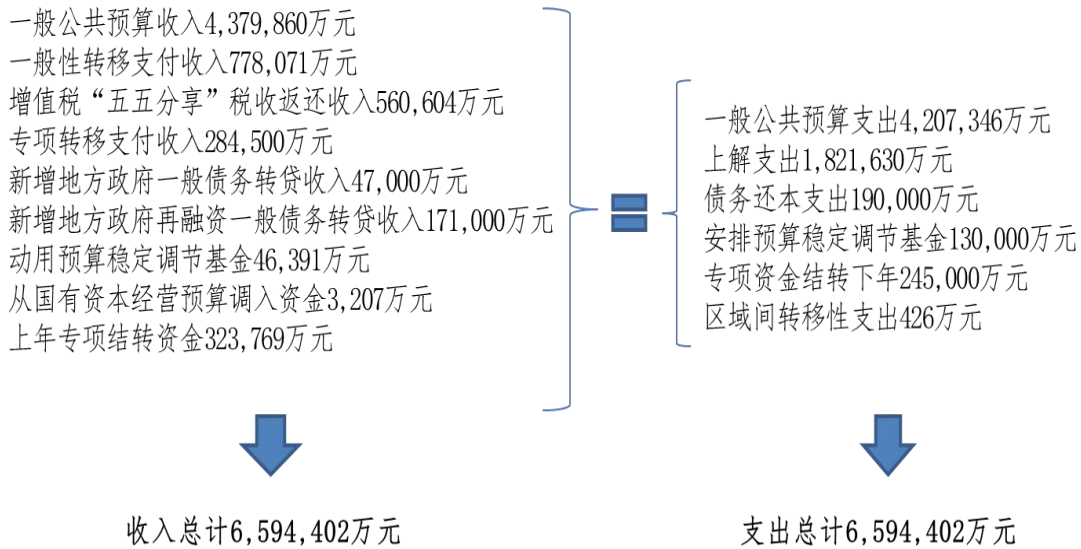 一般公共预算收入4,379,860万元
一般性转移支付收入778,071万元
增值税“五五分享”税收返还收入560,604万元
专项转移支付收入284,500万元
新增地方政府一般债务转贷收入47,000万元
新增地方政府再融资一般债务转贷收入171,000万元
动用预算稳定调节基金46,391万元
从国有资本经营预算调入资金3,207万元
上年专项结转资金323,769万元
一般公共预算支出4,207,346万元
上解支出1,821,630万元
债务还本支出190,000万元
安排预算稳定调节基金130,000万元
专项资金结转下年245,000万元
区域间转移性支出426万元
收入总计6,594,402万元
支出总计6,594,402万元